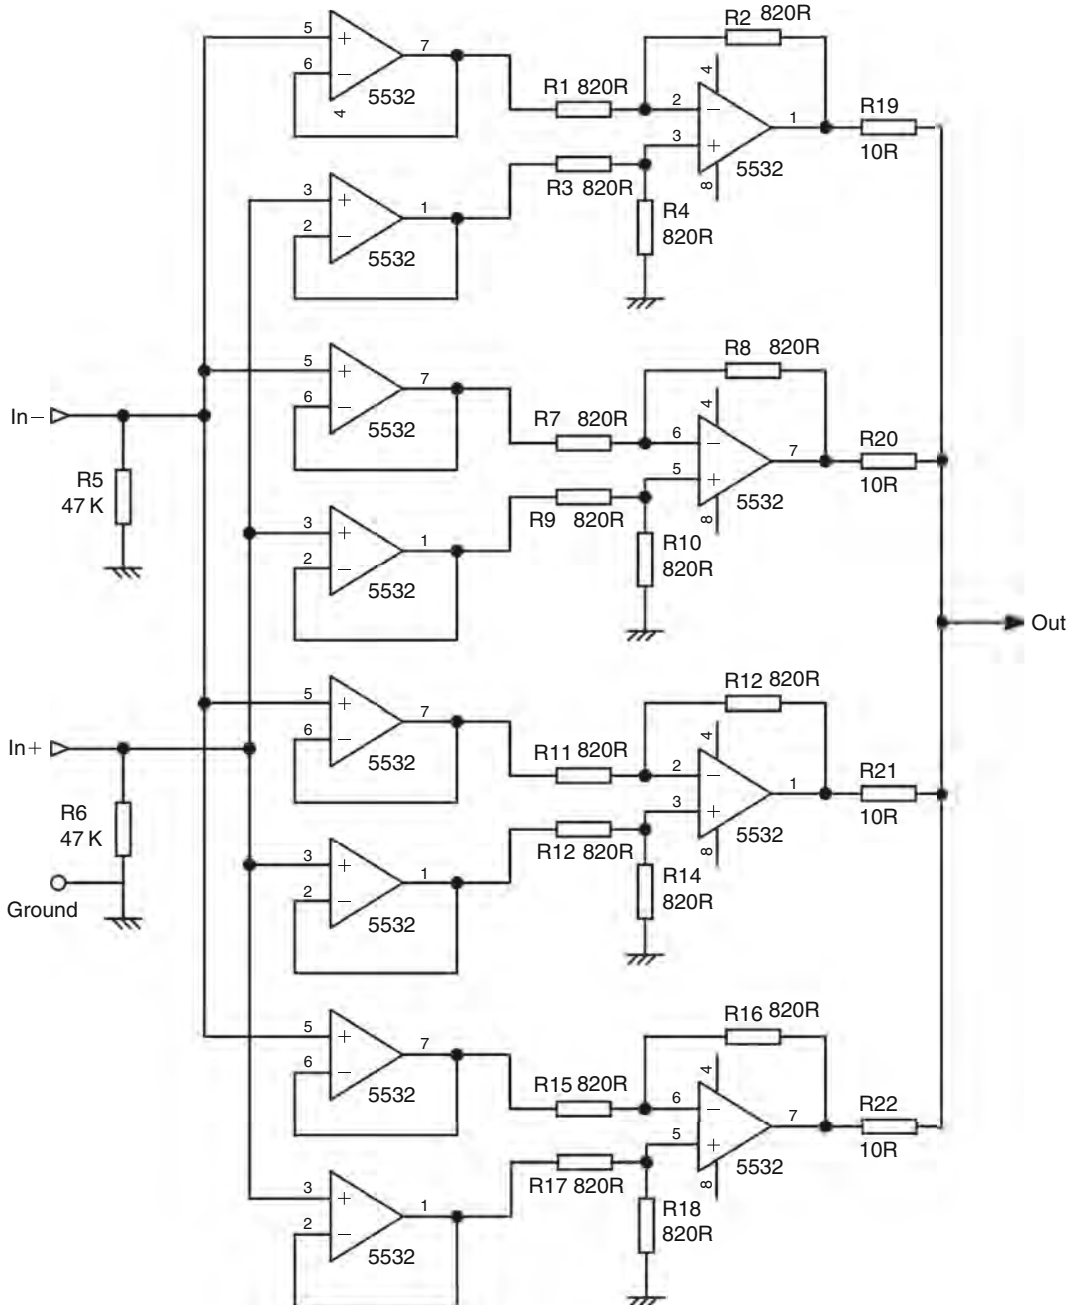 R2 820R
5 + 7
6 −
5532
4
R1 820R
4
2 −
3 +
1
5532
8
R19
10R
R3 820R
R4
820R
3 + 1
2 −
5532
5 + 7
6 −
5532
R8 820R
R7 820R
4
6 −
5 +
7
5532
8
R20
10R
In−
R5
47 K
R9 820R
R10
820R
3 + 1
2 −
5532
Out
5 + 7
6 −
5532
R12 820R
R11 820R
4
2 −
3 +
1
5532
8
R21
10R
In+
R6
47 K
Ground
R12 820R
R14
820R
3 + 1
2 −
5532
5 + 7
6 −
5532
R16 820R
R15 820R
4
6 −
5 +
7
5532
8
R22
10R
R17 820R
R18
820R
3 + 1
2 −
5532